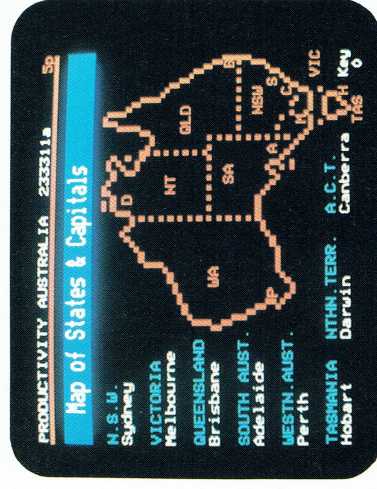 PRODUCTIVITY AUSTRALIA 233311a 5p
Map of States & Capitals
N.S.W.
Sydney
VICTORIA
Melbourne
QUEENSLAND
Brisbane
SOUTH AUST.
Adelaide
WESTN.AUST.
Perth
TASMANIA NTHN.TERR. A.C.T.
Hobart Darwin Canberra Key 0
D
NT
QLD
WA
SA
B
NSW
P
A
S
C
M
VIC
H
TAS